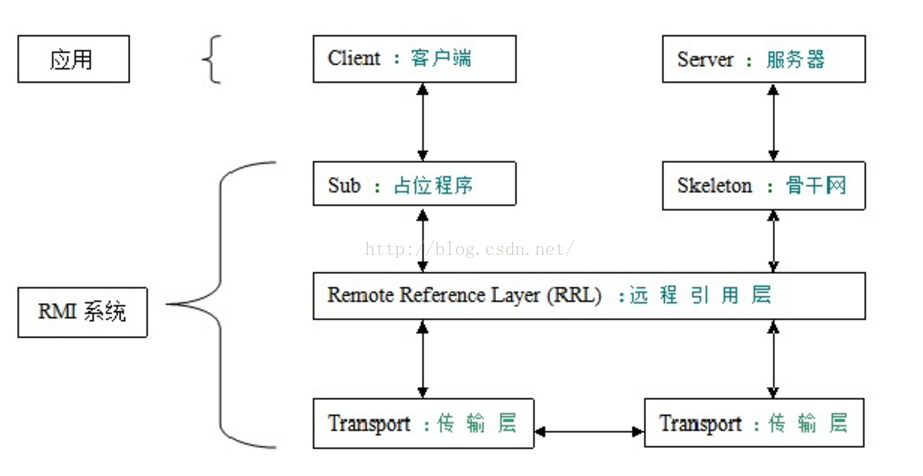 应用
Client ：客户端
Server ：服务器
Sub ：占位程序
Skeleton ：骨干网
http://blog.csdn.net/
RMI 系统
Remote Reference Layer (RRL) ：远 程 引 用 层
Transport ：传 输 层
Transport ：传 输 层